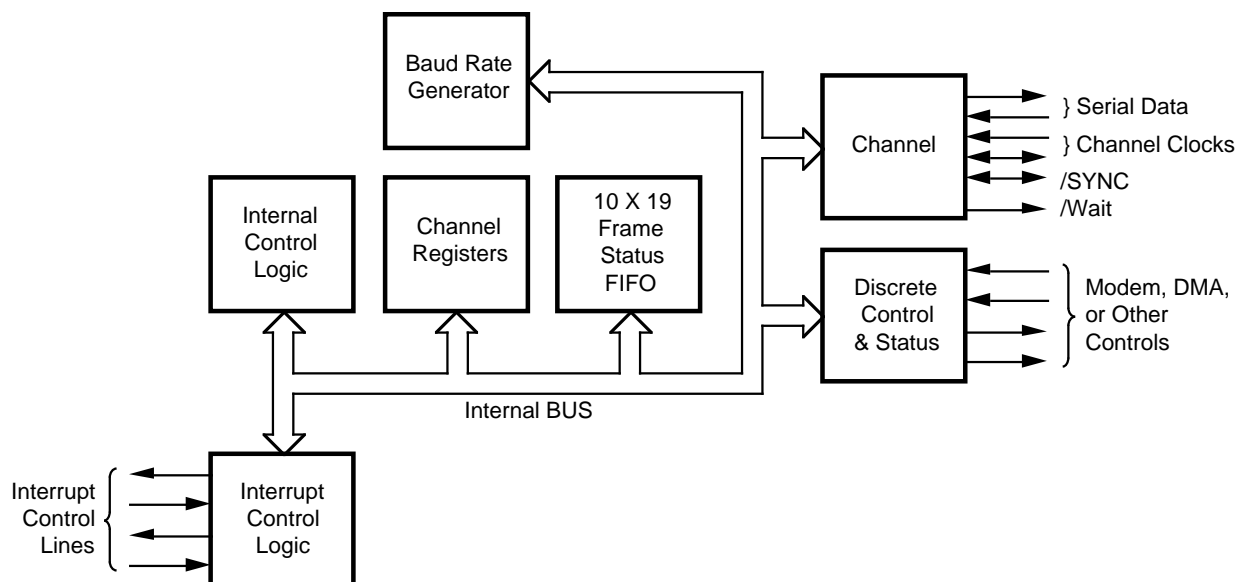 Baud Rate
Generator
Channel
} Serial Data
} Channel Clocks
/SYNC
/Wait
Internal
Control
Logic
Channel
Registers
10 X 19
Frame
Status
FIFO
Discrete
Control
& Status
Modem, DMA,
or Other
Controls
Internal BUS
Interrupt
Control
Lines
Interrupt
Control
Logic